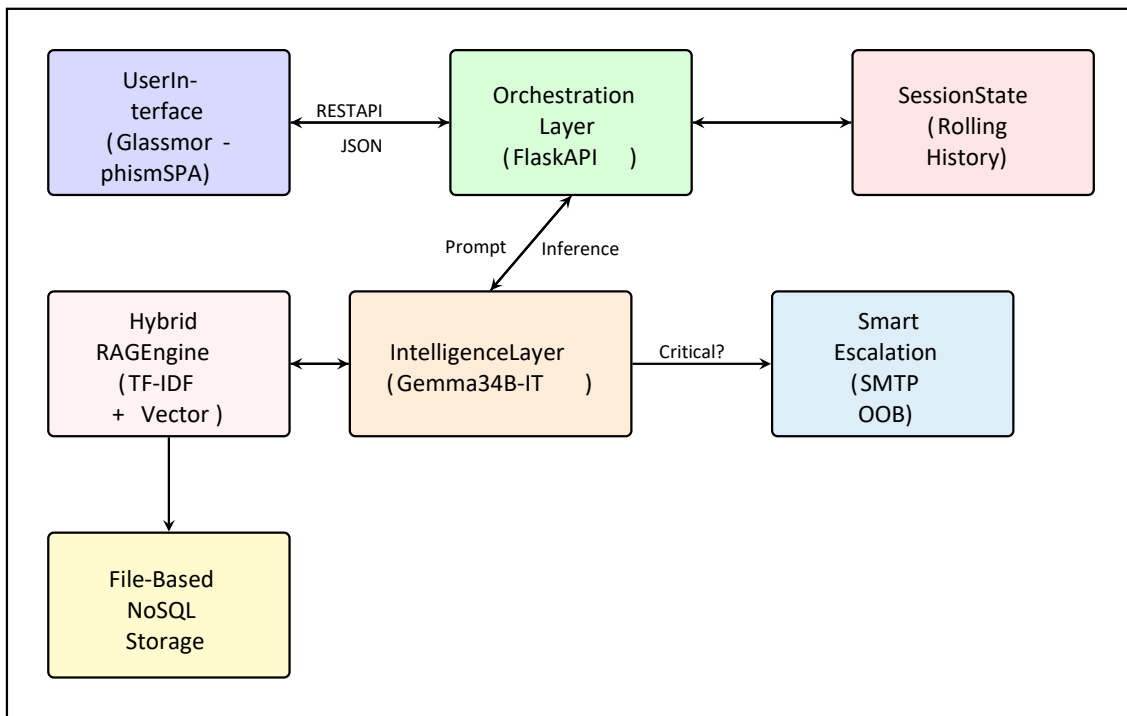 UserIn-
terface
(Glassmor -
phismSPA)
RESTAPI
JSON
Orchestration
Layer
(FlaskAPI )
SessionState
(Rolling
History)
Prompt
Inference
Hybrid
RAGEngine
(TF-IDF
+ Vector )
IntelligenceLayer
(Gemma34B-IT )
Critical?
Smart
Escalation
(SMTP
OOB)
File-Based
NoSQL
Storage